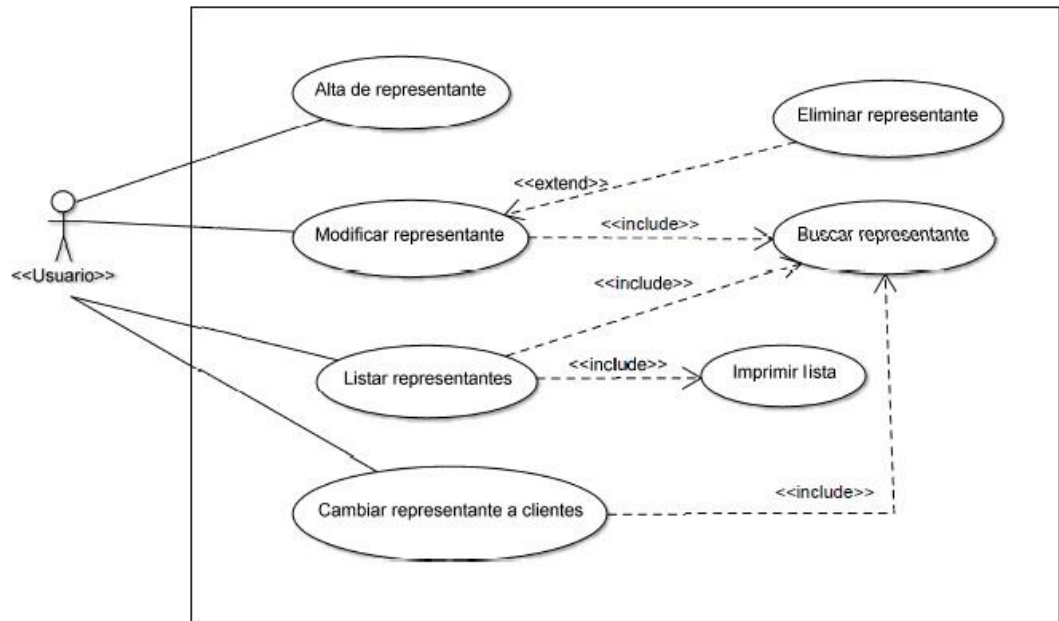 Alta de representante
Eliminar representante
<<extend>>
Modificar representante
<<include>>
Buscar representante
<<Usuario>>
<<include>>
Listar representantes
<<include>>
Imprimir lista
Cambiar representante a clientes
<<include>>